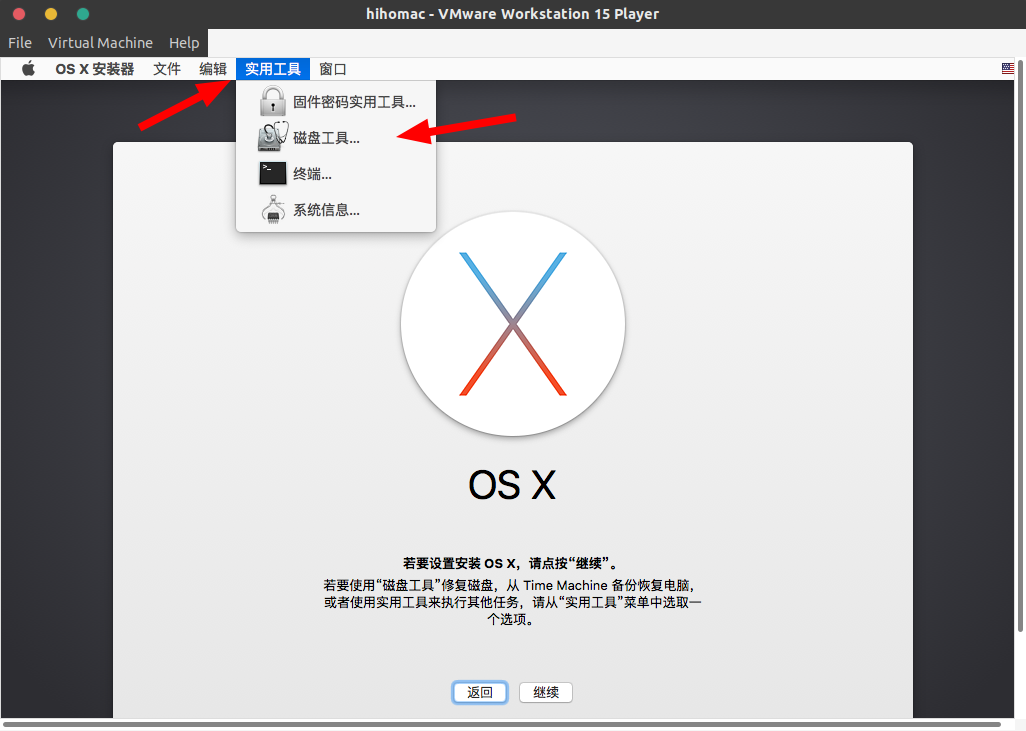 hihomac - VMware Workstation 15 Player
File Virtual Machine Help
OS X 安装器 文件 编辑 实用工具 窗口
固件密码实用工具...
磁盘工具...
>_
终端...
系统信息...
OS X
若要设置安装 OS X，请点按“继续”。
若要使用“磁盘工具”修复磁盘，从 Time Machine 备份恢复电脑，
或者使用实用工具来执行其他任务，请从“实用工具”菜单中选取一
个选项。
返回 继续